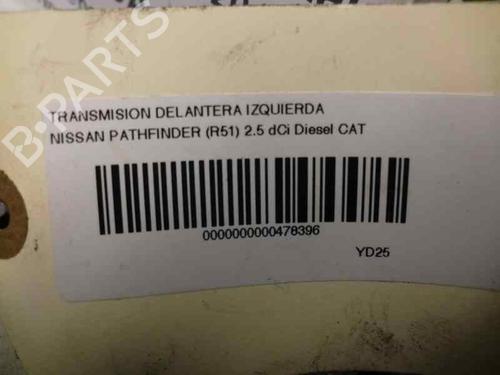 B-PARTS
TRANSMISION DELANTERA IZQUIERDA
NISSAN PATHFINDER (R51) 2.5 dCi Diesel CAT
0000000000478396
YD25